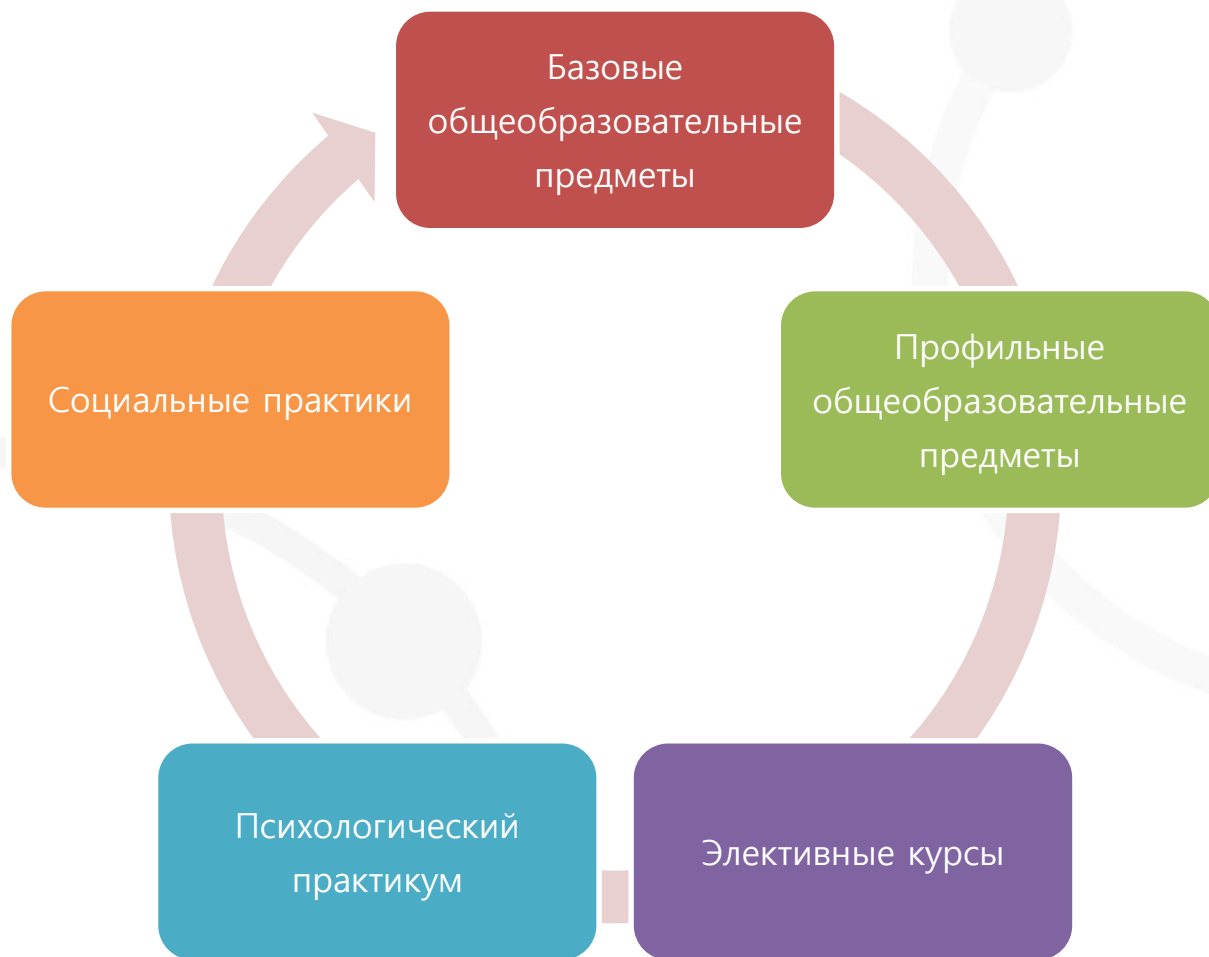 Базовые
общеобразовательные
предметы
Профильные
общеобразовательные
предметы
Элективные курсы
Психологический
практикум
Социальные практики